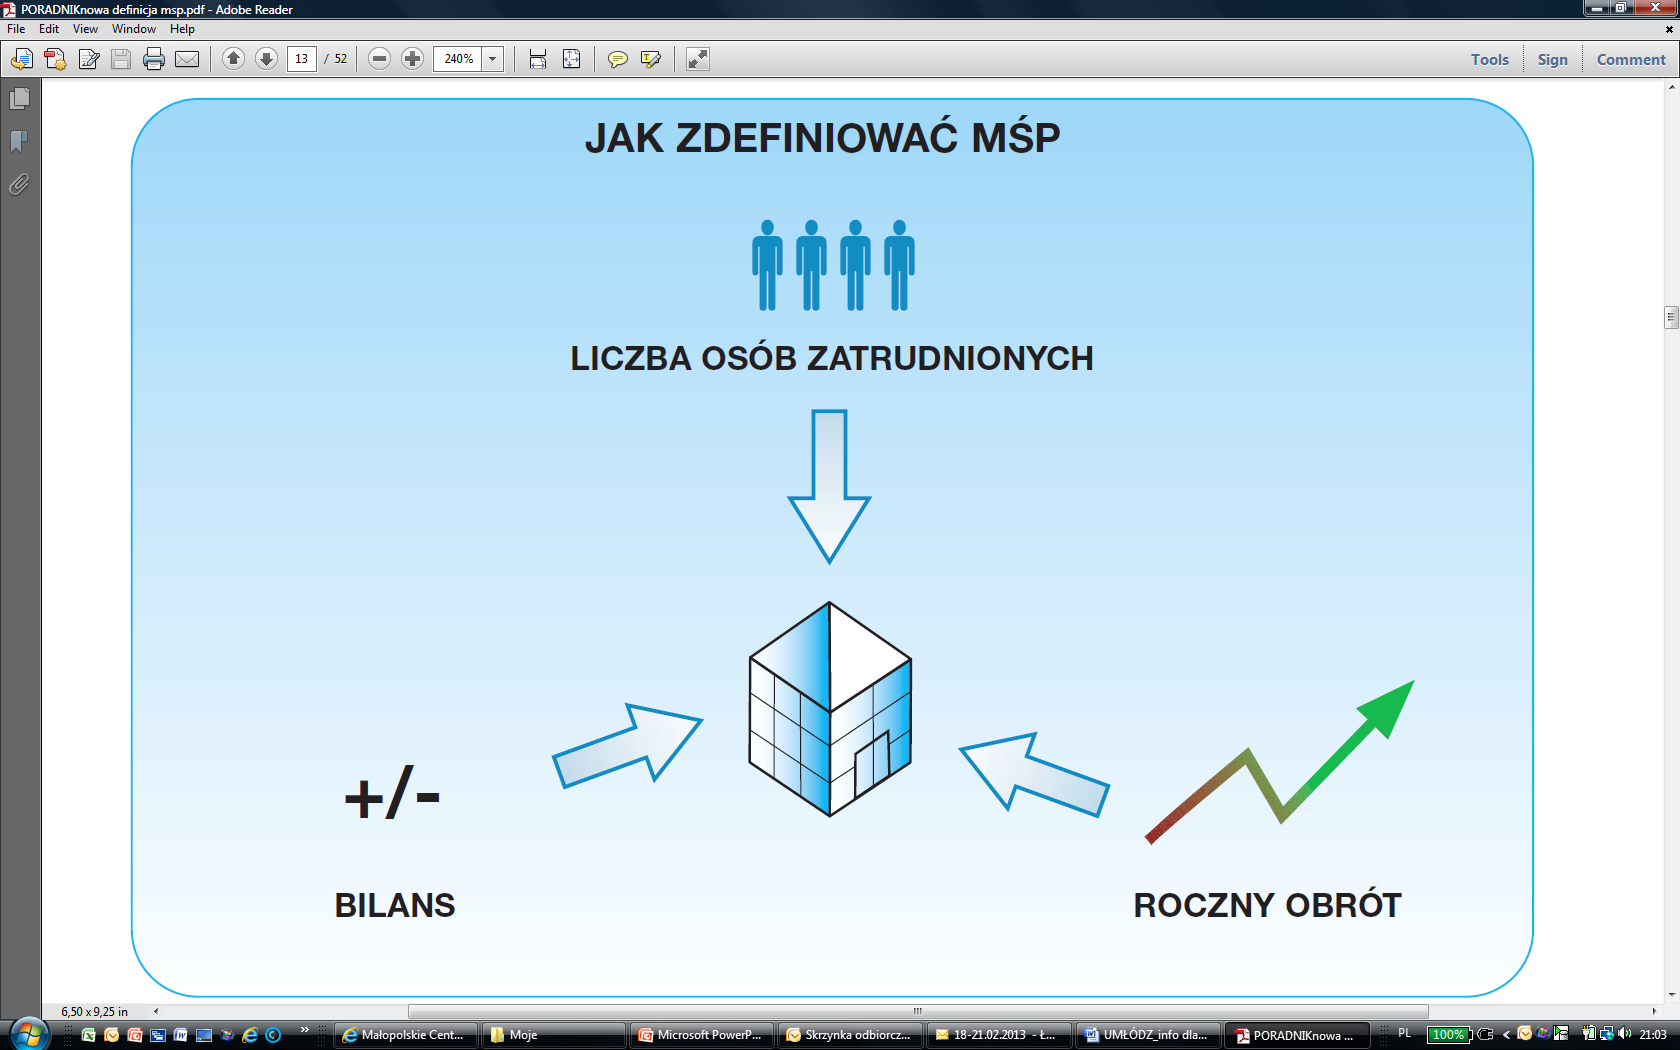 PORADNIKnowa definicja msp.pdf - Adobe Reader
File Edit View Window Help
13 / 52 240% Tools Sign Comment
JAK ZDEFINIOWAĆ MŚP
LICZBA OSÓB ZATRUDNIONYCH
+/-
BILANS
ROCZNY OBRÓT
6,50 x 9,25 in
Małopolskie Cent... Moje Microsoft PowerP... Skrzynka odbiorcz... 18-21.02.2013 - Ł... UMŁÓDZ_info dla... PORADNIKnowa ... PL 100% 21:03